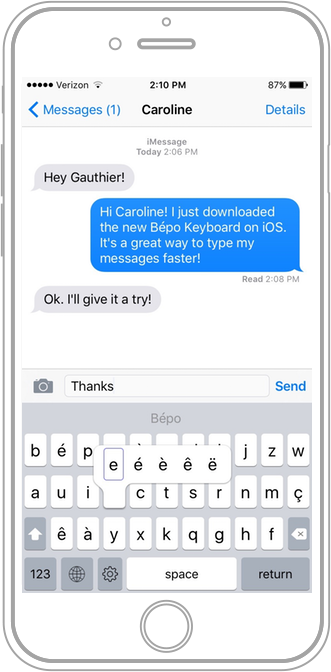 Verizon 2:10 PM 87%
Messages (1) Caroline Details
iMessage
Today 2:06 PM
Hey Gauthier!
Hi Caroline! I just downloaded
the new Bépo Keyboard on iOS.
It's a great way to type my
messages faster!
Read 2:08 PM
Ok. I'll give it a try!
Thanks Send
Bépo
b é p j z w
e é è ê ë
a u i c t s r n m ç
ê à y x k q g h f
123 space return